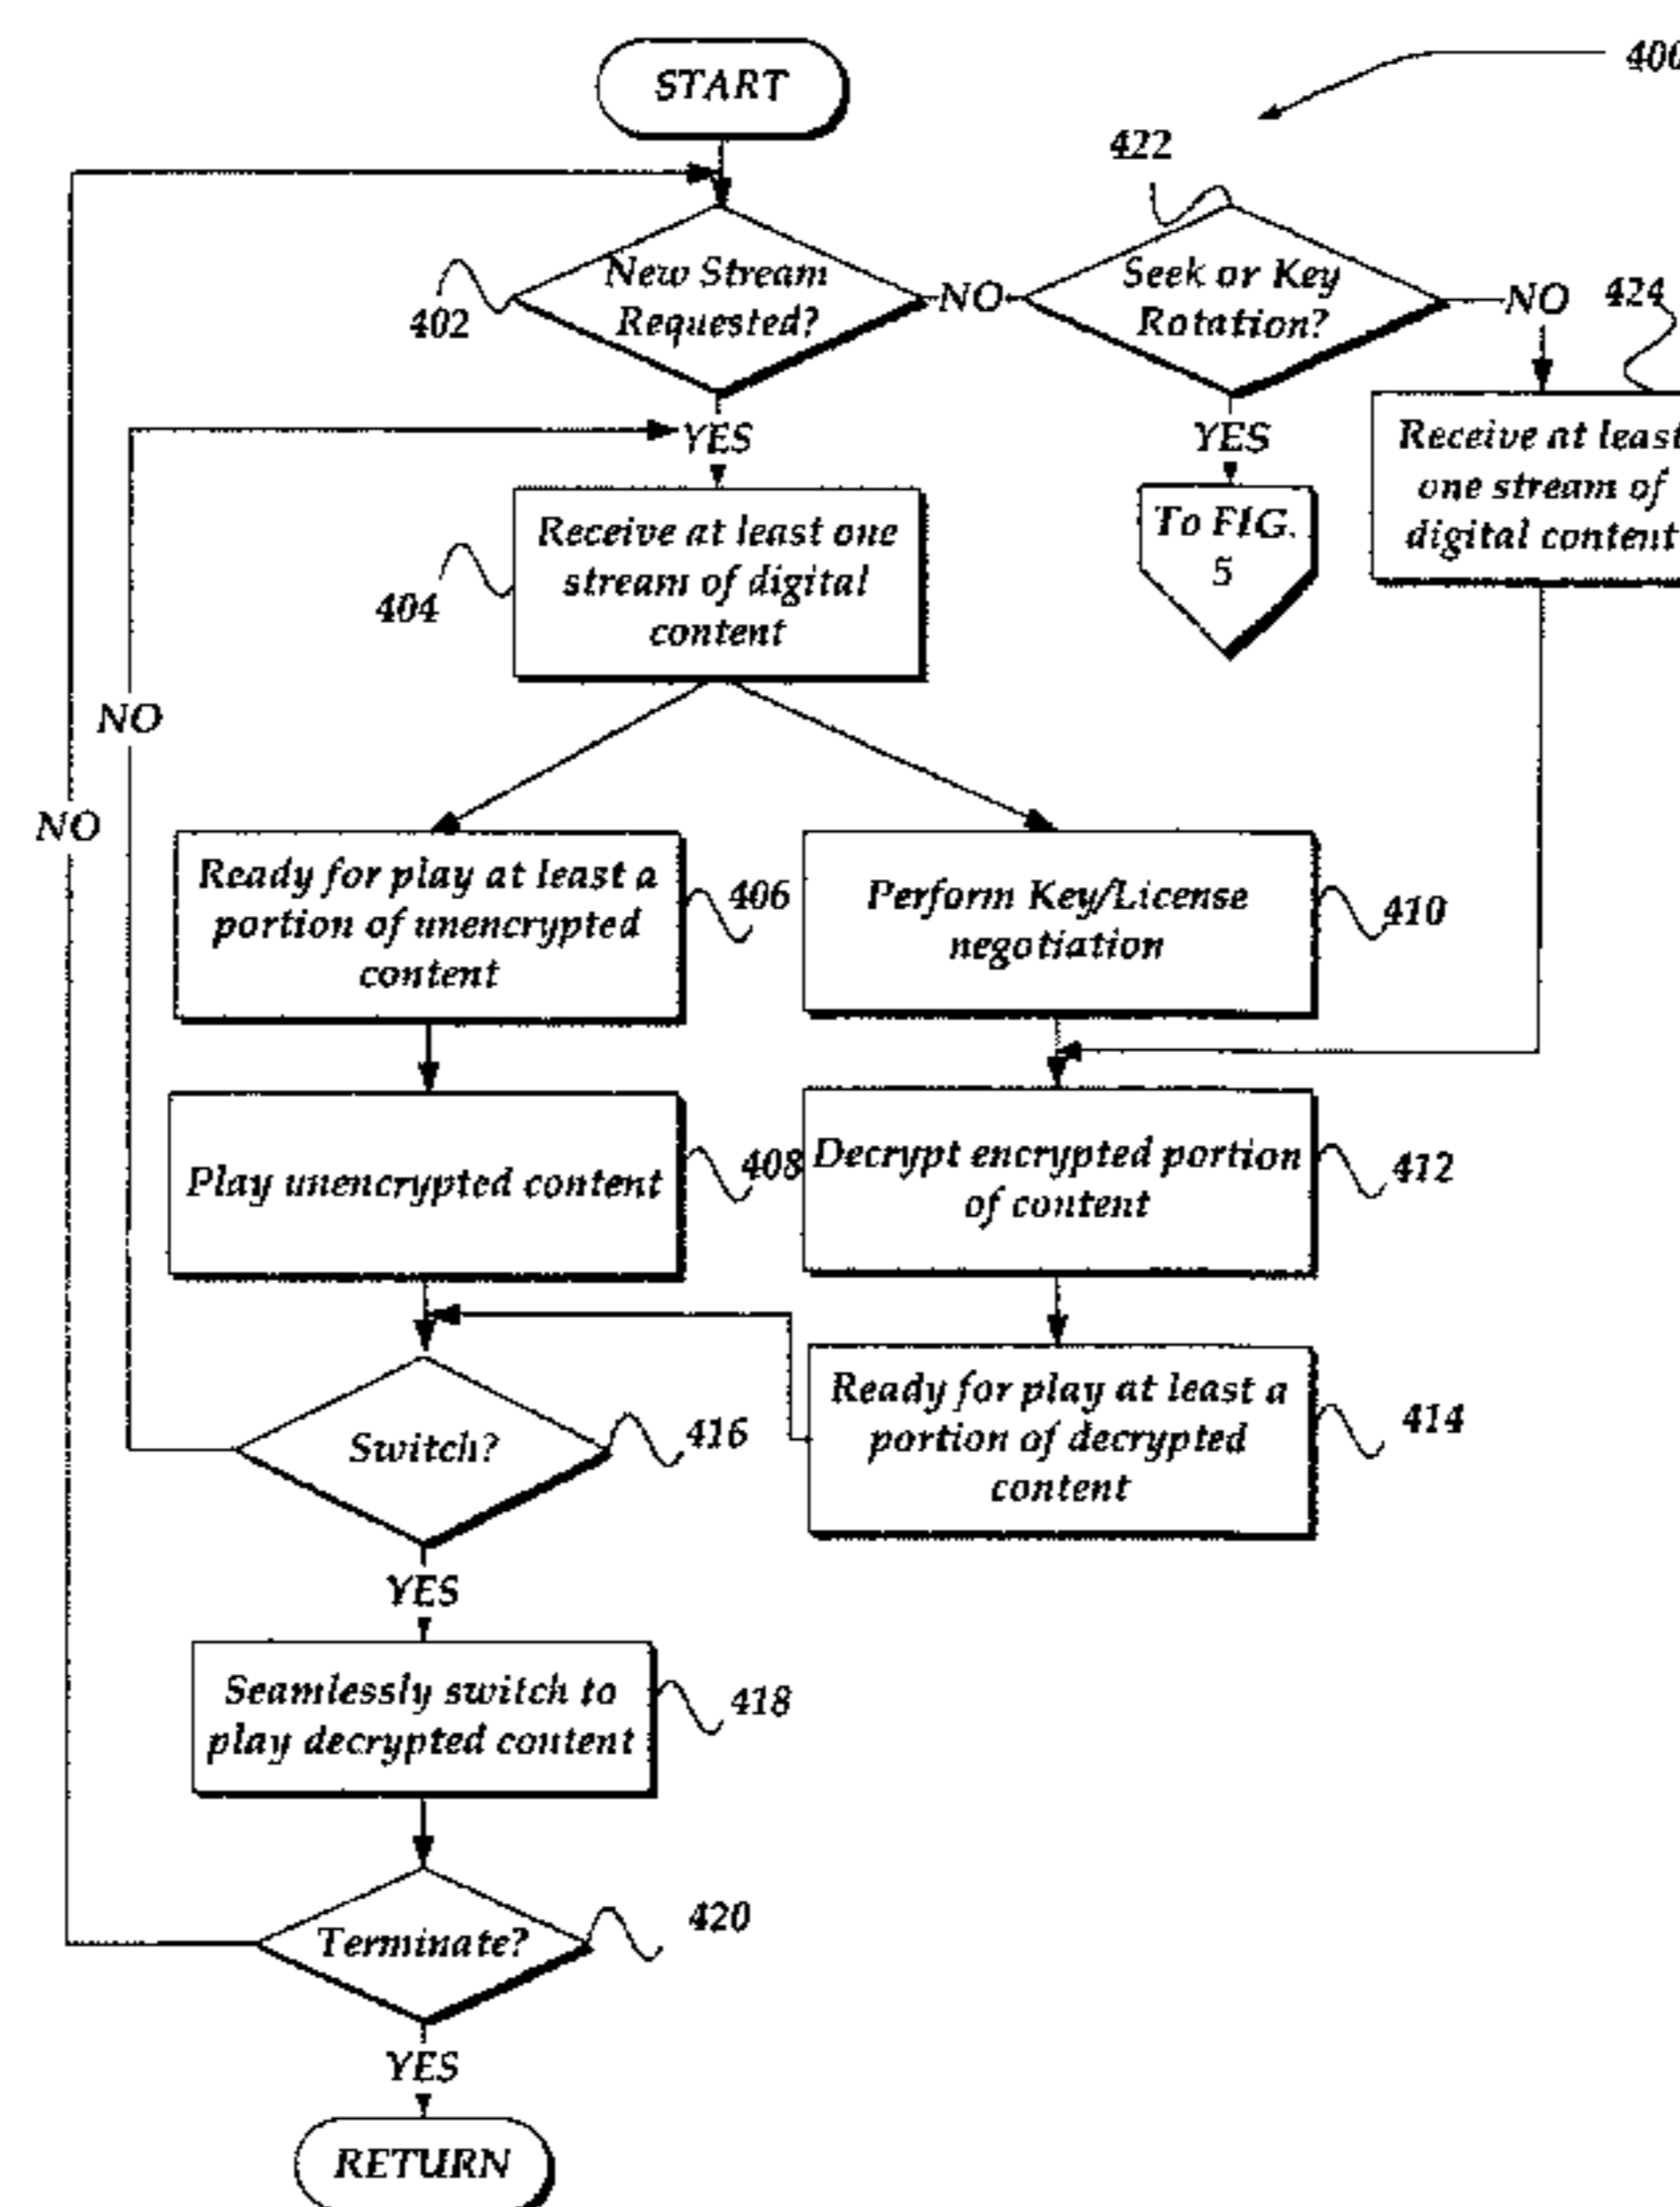 START
400
422
New Stream
Requested?
402
NO
Seek or Key
Rotation?
NO
424
YES
YES
Receive at least
one stream of
digital content
To FIG.
5
Receive at least one
stream of digital
content
404
NO
NO
Ready for play at least a
portion of unencrypted
content
406
Perform Key/License
negotiation
410
Play unencrypted content
408
Decrypt encrypted portion
of content
412
Switch?
416
Ready for play at least a
portion of decrypted
content
414
YES
Seamlessly switch to
play decrypted content
418
Terminate?
420
YES
RETURN